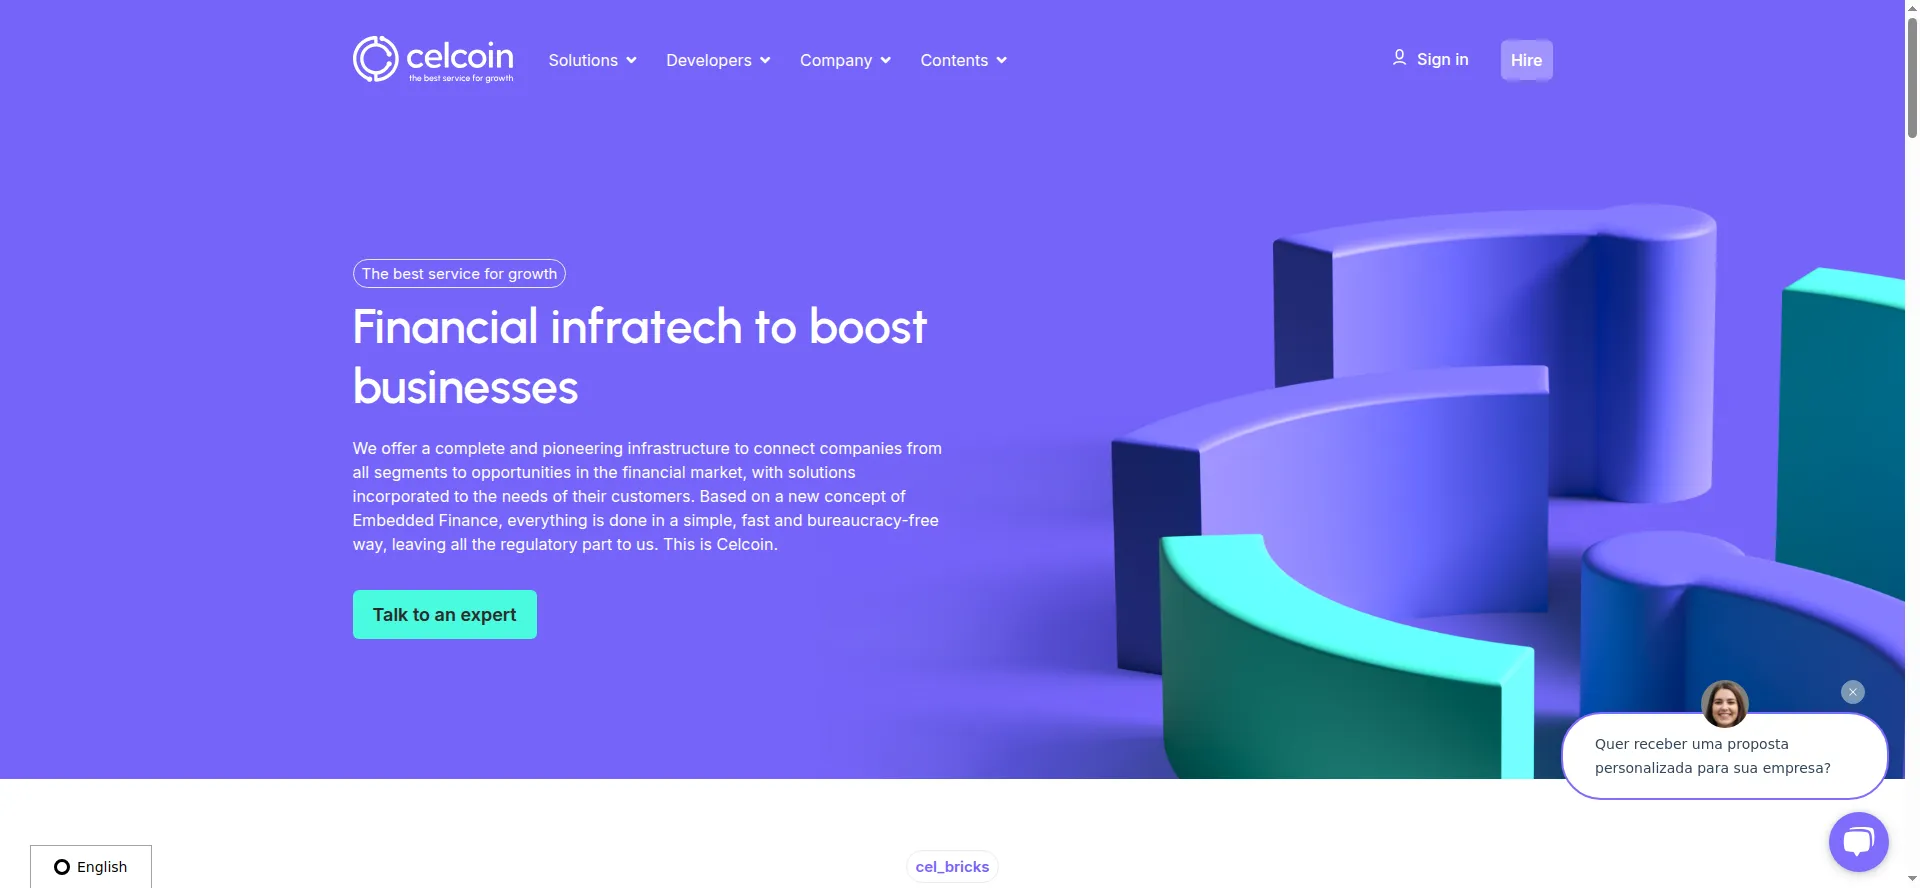 celcoin
the best service for growth
Solutions
Developers
Company
Contents
Sign in
Hire
The best service for growth
Financial infratech to boost
businesses
We offer a complete and pioneering infrastructure to connect companies from
all segments to opportunities in the financial market, with solutions
incorporated to the needs of their customers. Based on a new concept of
Embedded Finance, everything is done in a simple, fast and bureaucracy-free
way, leaving all the regulatory part to us. This is Celcoin.
Talk to an expert
Quer receber uma proposta
personalizada para sua empresa?
English
cel_bricks